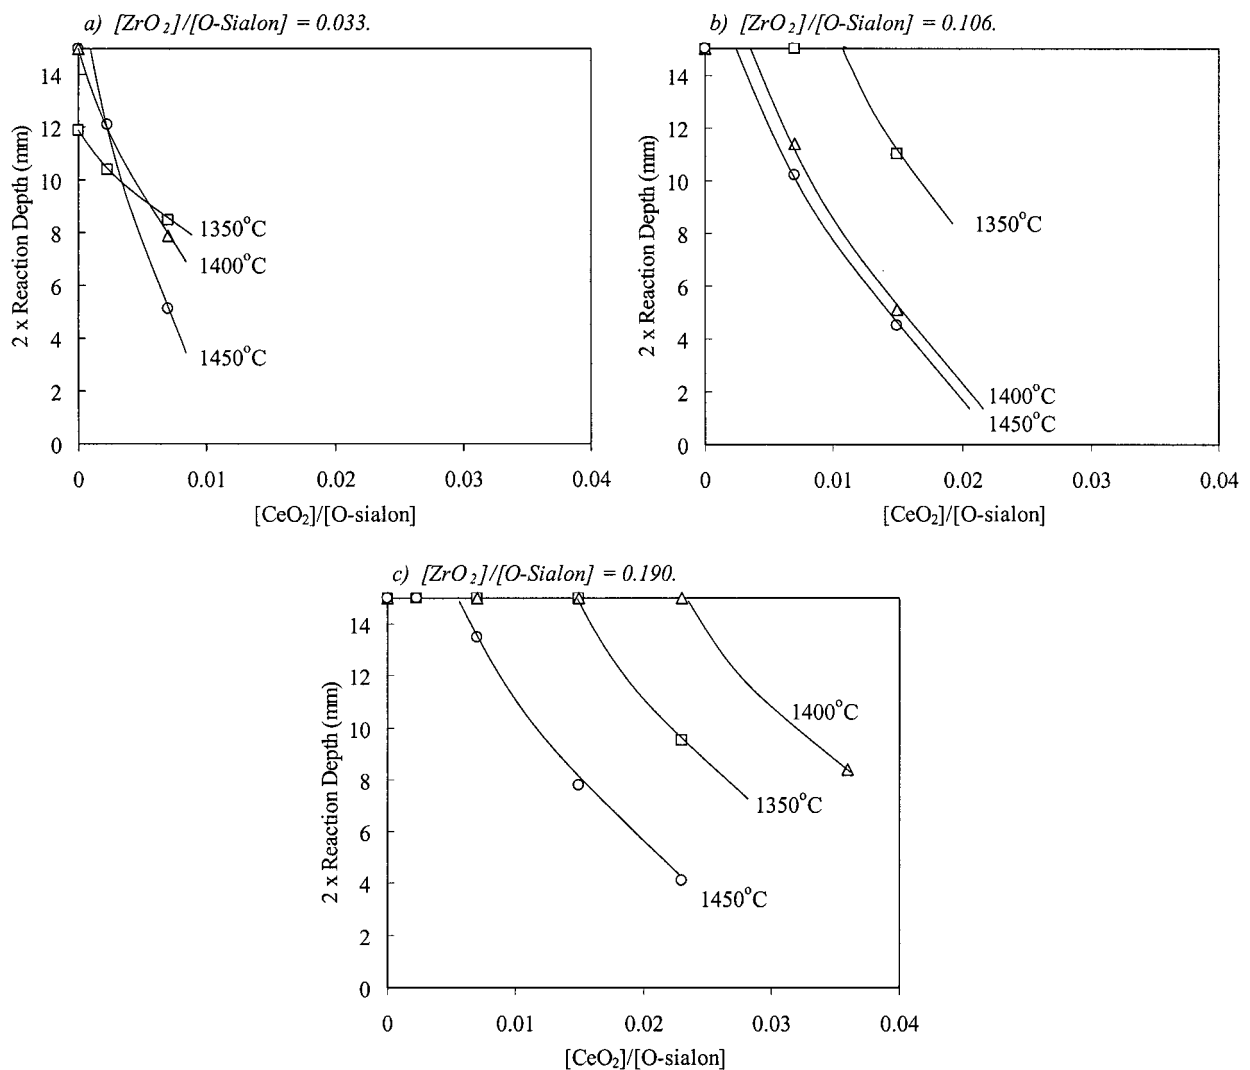 a) [ZrO2]/[O-Sialon] = 0.033.
2 x Reaction Depth (mm)
14
12
10
8
6
4
2
0
1350°C
1400°C
1450°C
0 0.01 0.02 0.03 0.04
[CeO2]/[O-sialon]
b) [ZrO2]/[O-Sialon] = 0.106.
2 x Reaction Depth (mm)
14
12
10
8
6
4
2
0
1350°C
1400°C
1450°C
0 0.01 0.02 0.03 0.04
[CeO2]/[O-sialon]
c) [ZrO2]/[O-Sialon] = 0.190.
2 x Reaction Depth (mm)
14
12
10
8
6
4
2
0
1400°C
1350°C
1450°C
0 0.01 0.02 0.03 0.04
[CeO2]/[O-sialon]